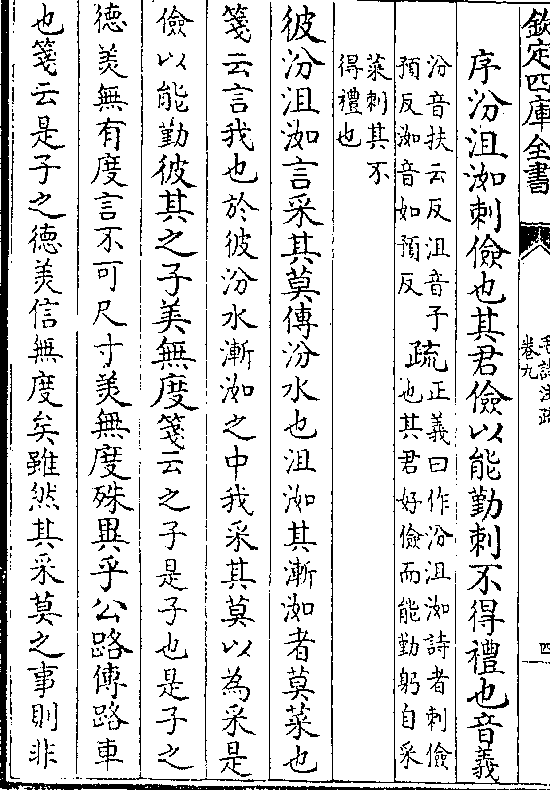 欽定四庫全書
毛詩注疏
卷九
四
序汾沮洳刺儉也其君儉以能勤刺不得禮也音義
汾音扶云反沮音子
預反洳音如預反
疏
正義曰作汾沮洳詩者刺儉
也其君好儉而能勤躬自采
菜刺其不
得禮也
彼汾沮洳言采其莫傳汾水也沮洳其漸洳者莫菜也
箋云言我也於彼汾水漸洳之中我采其莫以為采是
儉以能勤彼其之子美無度箋云之子是子也是子之
德美無有度言不可尺寸美無度殊異乎公路傳路車
也箋云是子之德美信無度矣雖然其采莫之事則非